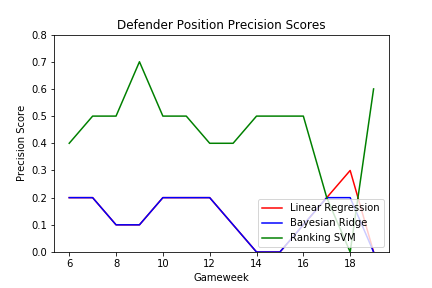 Defender Position Precision Scores
Precision Score
0.8
0.7
0.6
0.5
0.4
0.3
0.2
0.1
0.0
Linear Regression
Bayesian Ridge
Ranking SVM
6 8 10 12 14 16 18
Gameweek